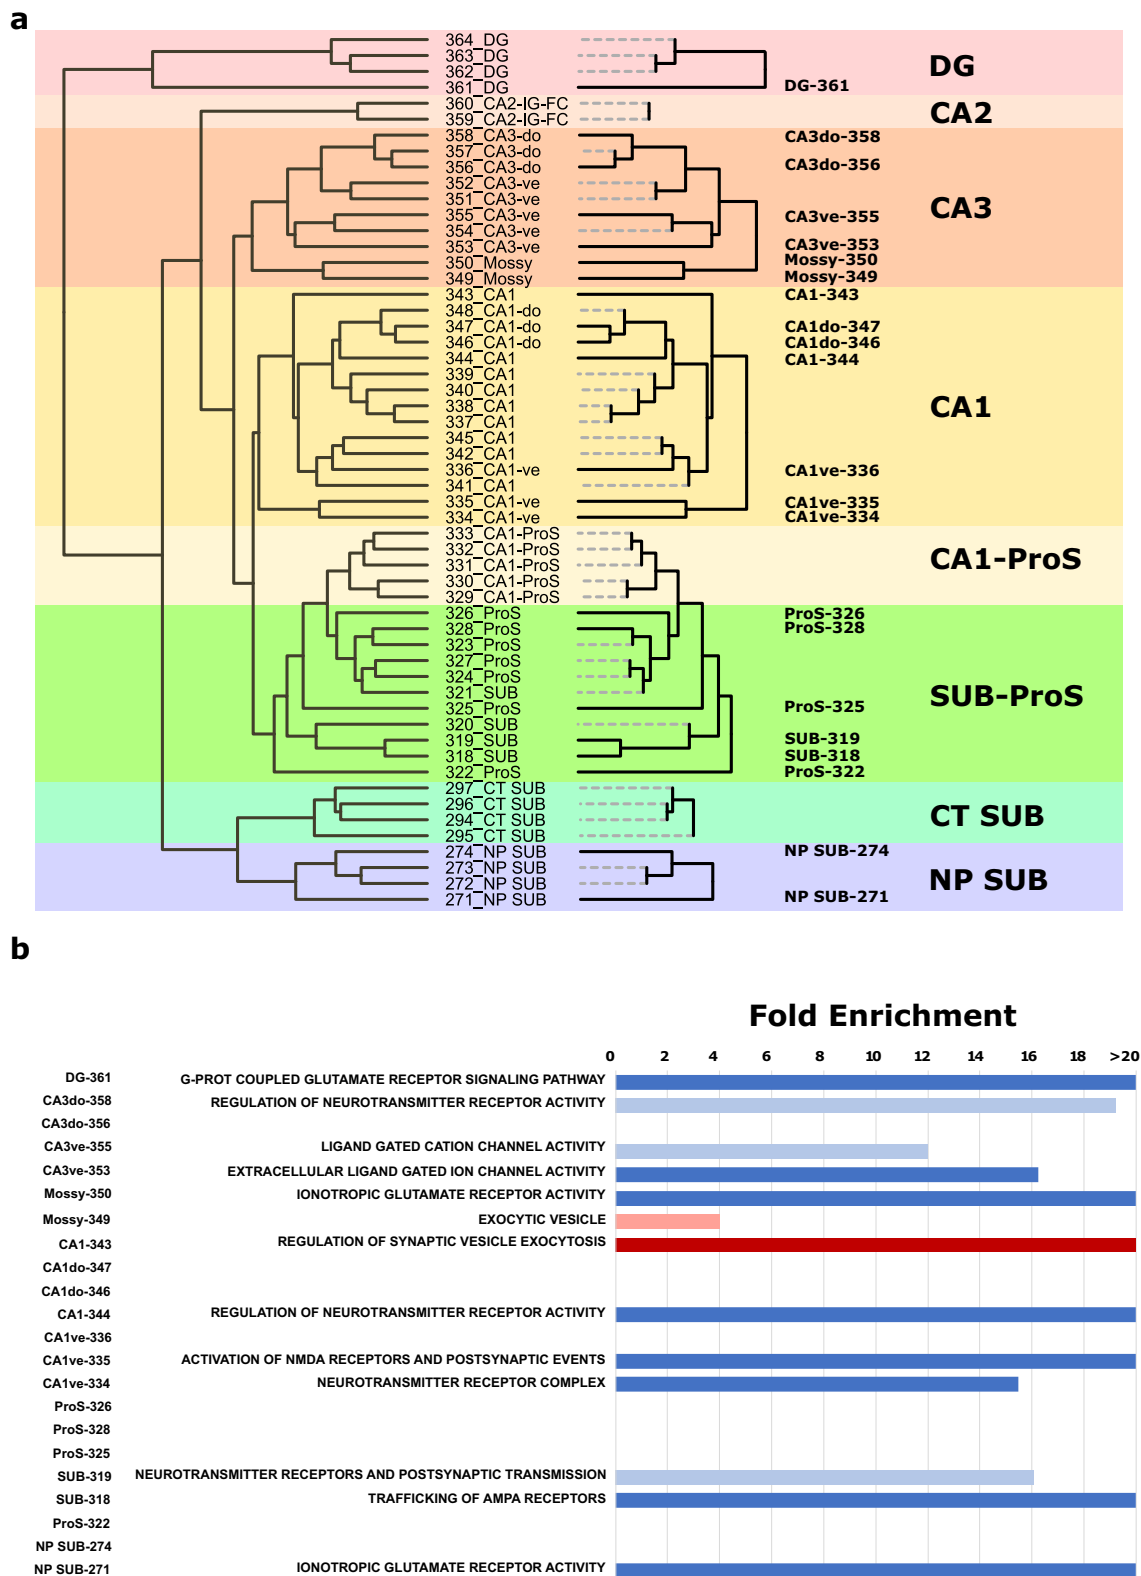 a
364_DG
363_DG
362_DG
361_DG
DG-361
DG
360_CA2-IG-FC
359_CA2-IG-FC
CA2
358_CA3-do
CA3do-358
357_CA3-do
356_CA3-do
CA3do-356
352_CA3-ve
351_CA3-ve
355_CA3-ve
CA3ve-355
354_CA3-ve
353_CA3-ve
CA3ve-353
350_Mossy
Mossy-350
349_Mossy
Mossy-349
CA3
343_CA1
CA1-343
348_CA1-do
347_CA1-do
CA1do-347
346_CA1-do
CA1do-346
344_CA1
CA1-344
339_CA1
340_CA1
338_CA1
337_CA1
345_CA1
342_CA1
336_CA1-ve
CA1ve-336
341_CA1
335_CA1-ve
CA1ve-335
334_CA1-ve
CA1ve-334
CA1
333_CA1-ProS
332_CA1-ProS
331_CA1-ProS
330_CA1-ProS
329_CA1-ProS
CA1-ProS
326_ProS
ProS-326
328_ProS
ProS-328
323_ProS
327_ProS
324_ProS
321_SUB
325_ProS
ProS-325
320_SUB
319_SUB
SUB-319
318_SUB
SUB-318
322_ProS
ProS-322
SUB-ProS
297_CT SUB
296_CT SUB
294_CT SUB
295_CT SUB
CT SUB
274_NP SUB
NP SUB-274
273_NP SUB
272_NP SUB
271_NP SUB
NP SUB-271
NP SUB
b
Fold Enrichment
0 2 4 6 8 10 12 14 16 18 >20
DG-361 G-PROT COUPLED GLUTAMATE RECEPTOR SIGNALING PATHWAY
CA3do-358 REGULATION OF NEUROTRANSMITTER RECEPTOR ACTIVITY
CA3do-356
CA3ve-355 LIGAND GATED CATION CHANNEL ACTIVITY
CA3ve-353 EXTRACELLULAR LIGAND GATED ION CHANNEL ACTIVITY
Mossy-350 IONOTROPIC GLUTAMATE RECEPTOR ACTIVITY
Mossy-349 EXOCYTIC VESICLE
CA1-343 REGULATION OF SYNAPTIC VESICLE EXOCYTOSIS
CA1do-347
CA1do-346
CA1-344 REGULATION OF NEUROTRANSMITTER RECEPTOR ACTIVITY
CA1ve-336
CA1ve-335 ACTIVATION OF NMDA RECEPTORS AND POSTSYNAPTIC EVENTS
CA1ve-334 NEUROTRANSMITTER RECEPTOR COMPLEX
ProS-326
ProS-328
ProS-325
SUB-319 NEUROTRANSMITTER RECEPTORS AND POSTSYNAPTIC TRANSMISSION
SUB-318 TRAFFICKING OF AMPA RECEPTORS
ProS-322
NP SUB-274
NP SUB-271 IONOTROPIC GLUTAMATE RECEPTOR ACTIVITY